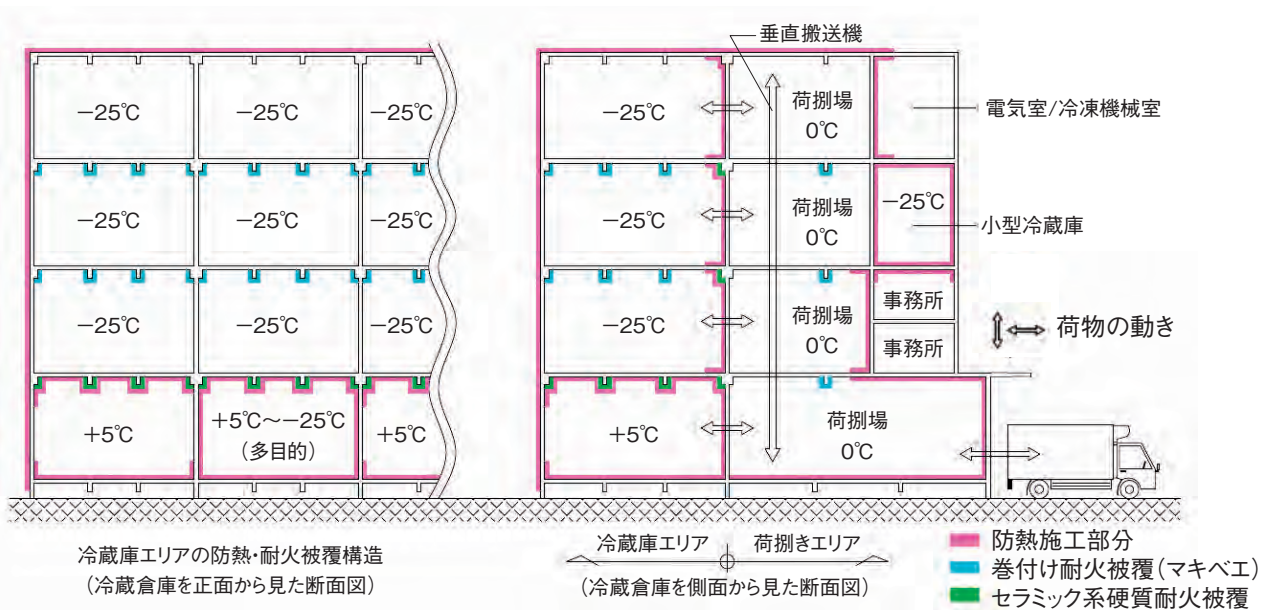 垂直搬送機
−25℃
−25℃
−25℃
−25℃
荷捌場
0℃
電気室/冷凍機械室
−25℃
−25℃
−25℃
−25℃
荷捌場
0℃
−25℃
小型冷蔵庫
−25℃
−25℃
−25℃
−25℃
荷捌場
0℃
事務所
事務所
荷物の動き
+5℃
+5℃〜−25℃
(多目的)
+5℃
+5℃
荷捌場
0℃
冷蔵庫エリアの防熱・耐火被覆構造
(冷蔵倉庫を正面から見た断面図)
冷蔵庫エリア
荷捌きエリア
(冷蔵倉庫を側面から見た断面図)
防熱施工部分
巻付け耐火被覆(マキベエ)
セラミック系硬質耐火被覆